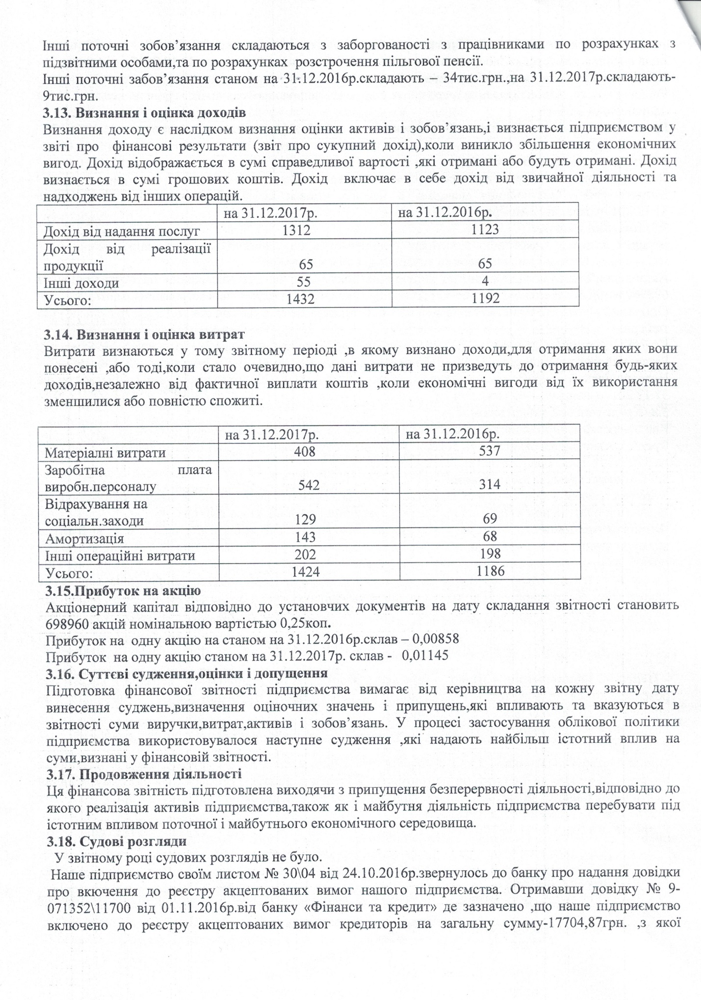 Інші поточні зобов’язання складаються з заборгованості з працівниками по розрахунках з
підзвітними особами,та по розрахунках розстрочення пільгової пенсії.
Інші поточні забов’язання станом на 31.12.2016р.складають – 34тис.грн.,на 31.12.2017р.складають-
9тис.грн.
3.13. Визнання і оцінка доходів
Визнання доходу є наслідком визнання оцінки активів і зобов’язань,і визнається підприємством у
звіті про фінансові результати (звіт про сукупний дохід),коли виникло збільшення економічних
вигод. Дохід відображається в сумі справедливої вартості ,які отримані або будуть отримані. Дохід
визнається в сумі грошових коштів. Дохід включає в себе дохід від звичайної діяльності та
надходжень від інших операцій.
на 31.12.2017р. на 31.12.2016р.
Дохід від надання послуг 1312 1123
Дохід від реалізації
продукції 65 65
Інші доходи 55 4
Усього: 1432 1192
3.14. Визнання і оцінка витрат
Витрати визнаються у тому звітному періоді ,в якому визнано доходи,для отримання яких вони
понесені ,або тоді,коли стало очевидно,що дані витрати не призведуть до отримання будь-яких
доходів,незалежно від фактичної виплати коштів ,коли економічні вигоди від їх використання
зменшилися або повністю спожиті.
на 31.12.2017р. на 31.12.2016р.
Матеріалні витрати 408 537
Заробітна плата
виробн.персоналу 542 314
Відрахування на
соціальн.заходи 129 69
Амортизація 143 68
Інші операційні витрати 202 198
Усього: 1424 1186
3.15.Прибуток на акцію
Акціонерний капітал відповідно до установчих документів на дату складання звітності становить
698960 акцій номінальною вартістью 0,25коп.
Прибуток на одну акцію на станом на 31.12.2016р.склав – 0,00858
Прибуток на одну акцію станом на 31.12.2017р. склав - 0,01145
3.16. Суттєві судження,оцінки і допущення
Підготовка фінансової звітності підприємства вимагає від керівництва на кожну звітну дату
винесення суджень,визначення оціночних значень і припущень,які впливають та вказуються в
звітності суми виручки,витрат,активів і зобов’язань. У процесі застосування облікової політики
підприємства використовувалося наступне судження ,які надають найбільш істотний вплив на
суми,визнані у фінансовій звітності.
3.17. Продовження діяльності
Ця фінансова звітність підготовлена виходячи з припущення безперервності діяльності,відповідно до
якого реалізація активів підприємства,також як і майбутня діяльність підприємства перебувати під
істотним впливом поточної і майбутнього економічного середовища.
3.18. Судові розгляди
У звітному році судових розглядів не було.
Наше підприємство своїм листом № 30\04 від 24.10.2016р.звернулось до банку про надання довідки
про вкючення до реєстру акцептованих вимог нашого підприємства. Отримавши довідку № 9-
071352\11700 від 01.11.2016р.від банку «Фінанси та кредит» де зазначено ,що наше підприємство
включено до реєстру акцептованих вимог кредиторів на загальну сумму-17704,87грн. ,з якої